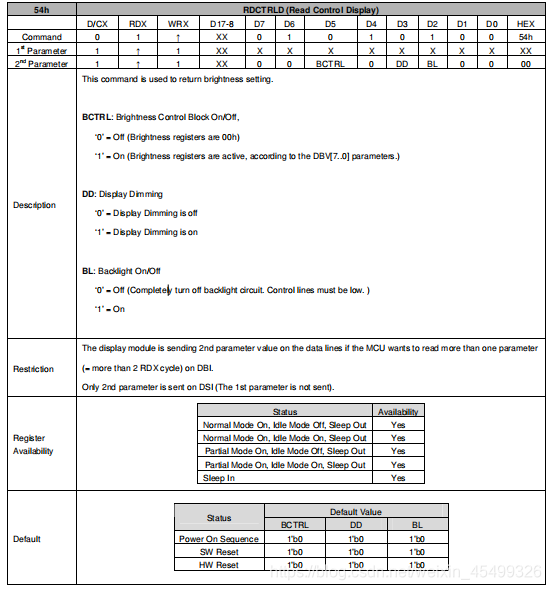 54h RDCTRLD (Read Control Display)
D/CX RDX WRX D17-8 D7 D6 D5 D4 D3 D2 D1 D0 HEX
Command 0 1 ↑ XX 0 1 0 1 0 1 0 0 54h
1st Parameter 1 ↑ 1 XX X X X X X X X X XX
2nd Parameter 1 ↑ 1 XX 0 0 BCTRL 0 DD BL 0 0 00
Description
This command is used to return brightness setting.
BCTRL: Brightness Control Block On/Off,
‘0’ = Off (Brightness registers are 00h)
‘1’ = On (Brightness registers are active, according to the DBV[7..0] parameters.)
DD: Display Dimming
‘0’ = Display Dimming is off
‘1’ = Display Dimming is on
BL: Backlight On/Off
‘0’ = Off (Completely turn off backlight circuit. Control lines must be low. )
‘1’ = On
Restriction
The display module is sending 2nd parameter value on the data lines if the MCU wants to read more than one parameter
(= more than 2 RDX cycle) on DBI.
Only 2nd parameter is sent on DSI (The 1st parameter is not sent).
Register
Availability
Status Availability
Normal Mode On, Idle Mode Off, Sleep Out Yes
Normal Mode On, Idle Mode On, Sleep Out Yes
Partial Mode On, Idle Mode Off, Sleep Out Yes
Partial Mode On, Idle Mode On, Sleep Out Yes
Sleep In Yes
Default
Status Default Value
BCTRL DD BL
Power On Sequence 1'b0 1'b0 1'b0
SW Reset 1'b0 1'b0 1'b0
HW Reset 1'b0 1'b0 1'b0
https://blog.csdn.net/weixin_45499326